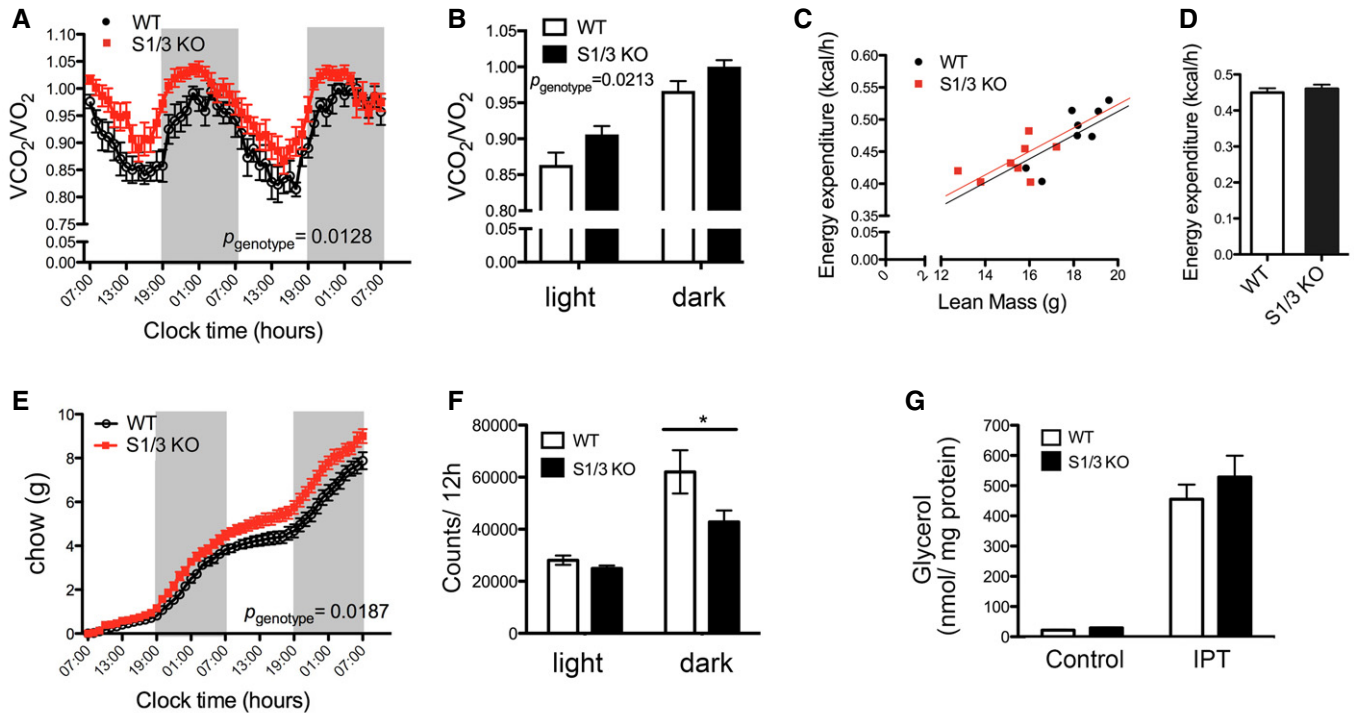 A
WT
S1/3 KO
VCO2/VO2
1.10
1.05
1.00
0.95
0.90
0.85
0.80
0.75
0.05
0.00
pgenotype= 0.0128
07:00
13:00
19:00
01:00
07:00
13:00
19:00
01:00
07:00
Clock time (hours)
B
WT
S1/3 KO
pgenotype=0.0213
VCO2/VO2
1.05
1.00
0.95
0.90
0.85
0.80
0.05
0.00
light
dark
C
WT
S1/3 KO
Energy expenditure (kcal/h)
0.60
0.55
0.50
0.45
0.40
0.35
0.05
0.00
0
2
12
14
16
18
20
Lean Mass (g)
D
Energy expenditure (kcal/h)
0.5
0.4
0.3
0.2
0.1
0.0
WT
S1/3 KO
E
WT
S1/3 KO
chow (g)
10
8
6
4
2
0
pgenotype= 0.0187
07:00
13:00
19:00
01:00
07:00
13:00
19:00
01:00
07:00
Clock time (hours)
F
WT
S1/3 KO
*
Counts/ 12h
80000
60000
40000
20000
0
light
dark
G
WT
S1/3 KO
Glycerol
(nmol/ mg protein)
700
600
500
400
300
200
100
0
Control
IPT